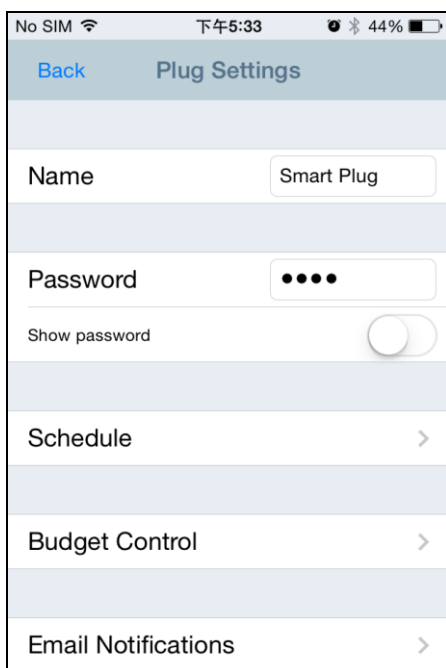 No SIM 下午5:33 44%
Back Plug Settings
Name Smart Plug
Password ••••
Show password
Schedule
Budget Control
Email Notifications